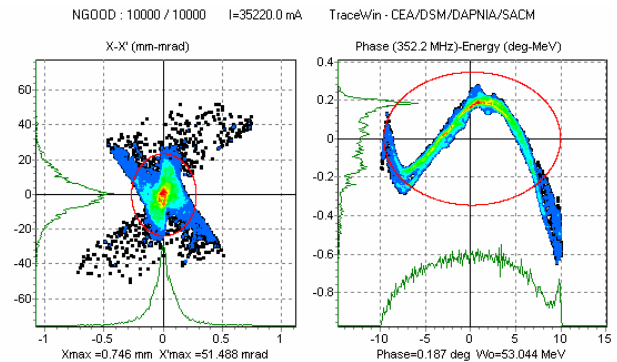 NGOOD : 10000 / 10000 I=35220.0 mA TraceWin - CEA/DSM/DAPNIA/SACM
X-X' (mm-mrad)
60
40
20
0
-20
-40
-60
-1 -0.5 0 0.5 1
Xmax =0.746 mm X'max=51.488 mrad
Phase (352.2 MHz)-Energy (deg-MeV)
0.4
0.2
0
-0.2
-0.4
-0.6
-0.8
-15 -10 -5 0 5 10 15
Phase=0.187 deg Wo=53.044 MeV